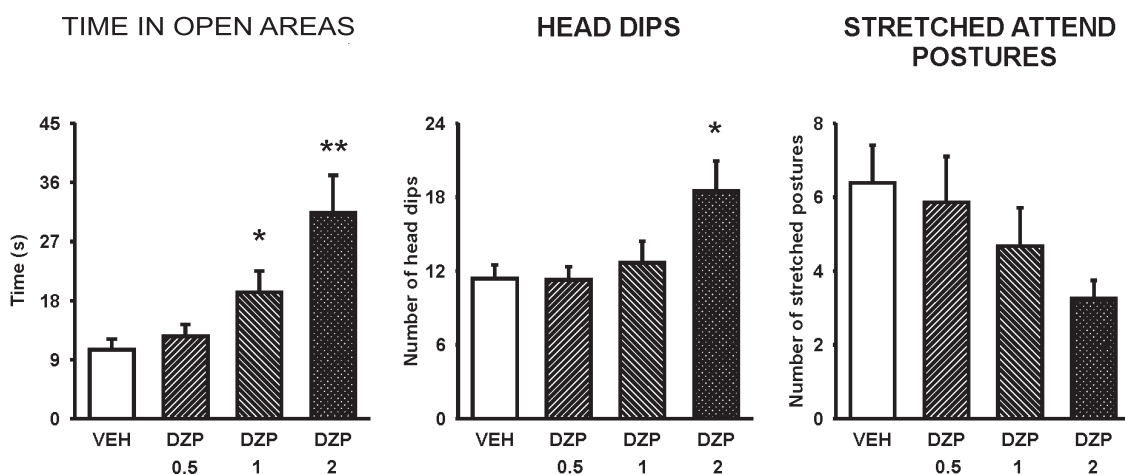 TIME IN OPEN AREAS
Time (s)
45
36
27
18
9
0
*
**
VEH DZP DZP DZP
0.5 1 2
HEAD DIPS
Number of head dips
24
18
12
6
0
*
VEH DZP DZP DZP
0.5 1 2
STRETCHED ATTEND
POSTURES
Number of stretched postures
8
6
4
2
0
VEH DZP DZP DZP
0.5 1 2